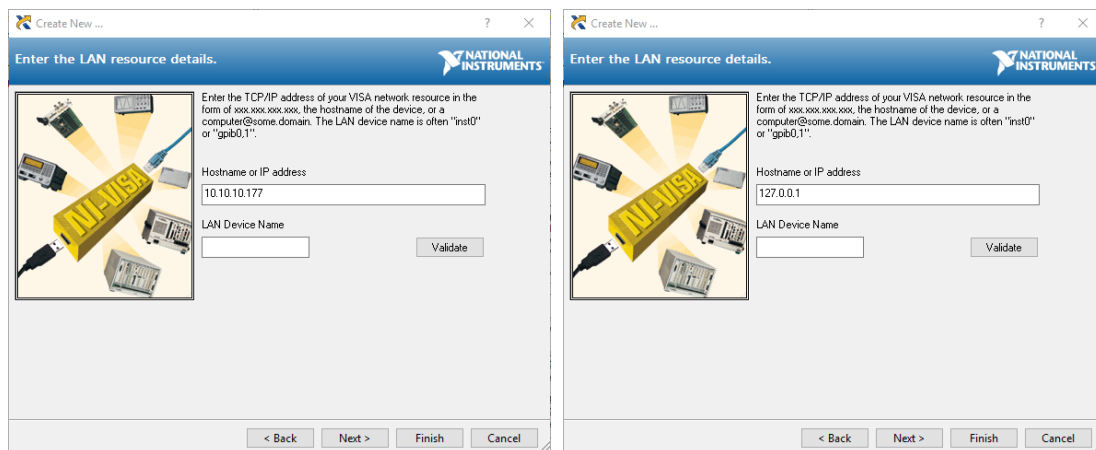 Create New ...
Enter the LAN resource details.
NATIONAL
INSTRUMENTS
Enter the TCP/IP address of your VISA network resource in the
form of xxx.xxx.xxx.xxx, the hostname of the device, or a
computer@some.domain. The LAN device name is often "inst0"
or "gpib0,1".
NI-VISA
Hostname or IP address
10.10.10.177
LAN Device Name
Validate
< Back Next > Finish Cancel
Create New ...
Enter the LAN resource details.
NATIONAL
INSTRUMENTS
Enter the TCP/IP address of your VISA network resource in the
form of xxx.xxx.xxx.xxx, the hostname of the device, or a
computer@some.domain. The LAN device name is often "inst0"
or "gpib0,1".
NI-VISA
Hostname or IP address
127.0.0.1
LAN Device Name
Validate
< Back Next > Finish Cancel